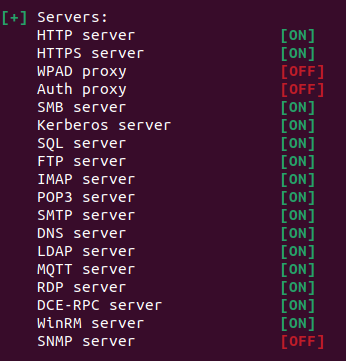 [+] Servers:
HTTP server [ON]
HTTPS server [ON]
WPAD proxy [OFF]
Auth proxy [OFF]
SMB server [ON]
Kerberos server [ON]
SQL server [ON]
FTP server [ON]
IMAP server [ON]
POP3 server [ON]
SMTP server [ON]
DNS server [ON]
LDAP server [ON]
MQTT server [ON]
RDP server [ON]
DCE-RPC server [ON]
WinRM server [ON]
SNMP server [OFF]